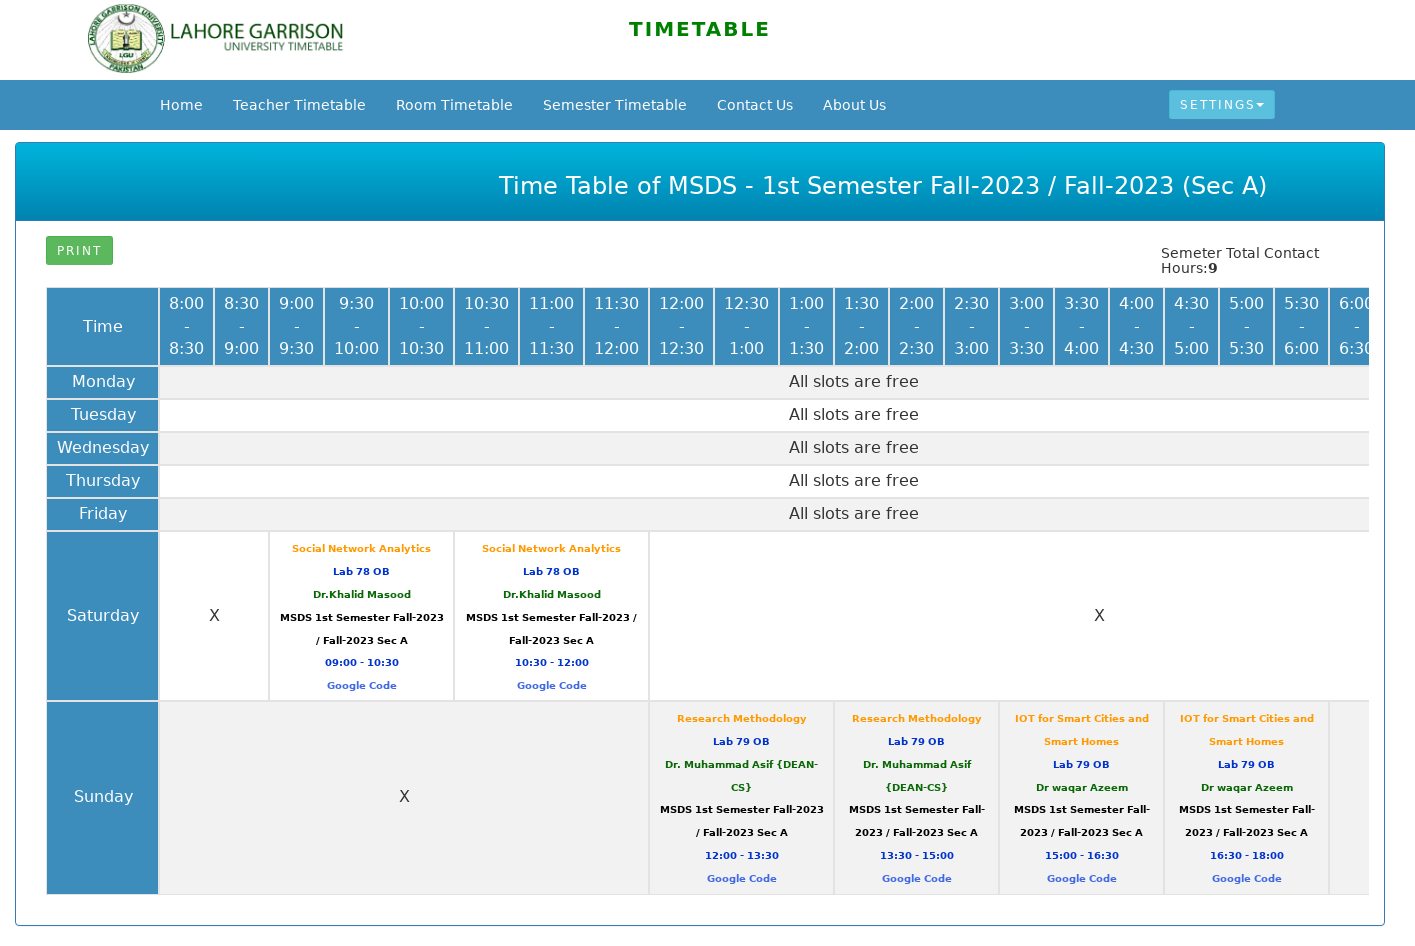 LAHORE GARRISON UNIVERSITY
LGU
PAKISTAN
LAHORE GARRISON
UNIVERSITY TIMETABLE
TIMETABLE
Home Teacher Timetable Room Timetable Semester Timetable Contact Us About Us SETTINGS
Time Table of MSDS - 1st Semester Fall-2023 / Fall-2023 (Sec A)
PRINT
Semeter Total Contact
Hours:9
Time
8:00 - 8:30
8:30 - 9:00
9:00 - 9:30
9:30 - 10:00
10:00 - 10:30
10:30 - 11:00
11:00 - 11:30
11:30 - 12:00
12:00 - 12:30
12:30 - 1:00
1:00 - 1:30
1:30 - 2:00
2:00 - 2:30
2:30 - 3:00
3:00 - 3:30
3:30 - 4:00
4:00 - 4:30
4:30 - 5:00
5:00 - 5:30
5:30 - 6:00
6:00 - 6:30
Monday All slots are free
Tuesday All slots are free
Wednesday All slots are free
Thursday All slots are free
Friday All slots are free
Saturday
X
Social Network Analytics
Lab 78 OB
Dr.Khalid Masood
MSDS 1st Semester Fall-2023
/ Fall-2023 Sec A
09:00 - 10:30
Google Code
Social Network Analytics
Lab 78 OB
Dr.Khalid Masood
MSDS 1st Semester Fall-2023 /
Fall-2023 Sec A
10:30 - 12:00
Google Code
X
Sunday
X
Research Methodology
Lab 79 OB
Dr. Muhammad Asif {DEAN-
CS}
MSDS 1st Semester Fall-2023
/ Fall-2023 Sec A
12:00 - 13:30
Google Code
Research Methodology
Lab 79 OB
Dr. Muhammad Asif
{DEAN-CS}
MSDS 1st Semester Fall-
2023 / Fall-2023 Sec A
13:30 - 15:00
Google Code
IOT for Smart Cities and
Smart Homes
Lab 79 OB
Dr waqar Azeem
MSDS 1st Semester Fall-
2023 / Fall-2023 Sec A
15:00 - 16:30
Google Code
IOT for Smart Cities and
Smart Homes
Lab 79 OB
Dr waqar Azeem
MSDS 1st Semester Fall-
2023 / Fall-2023 Sec A
16:30 - 18:00
Google Code